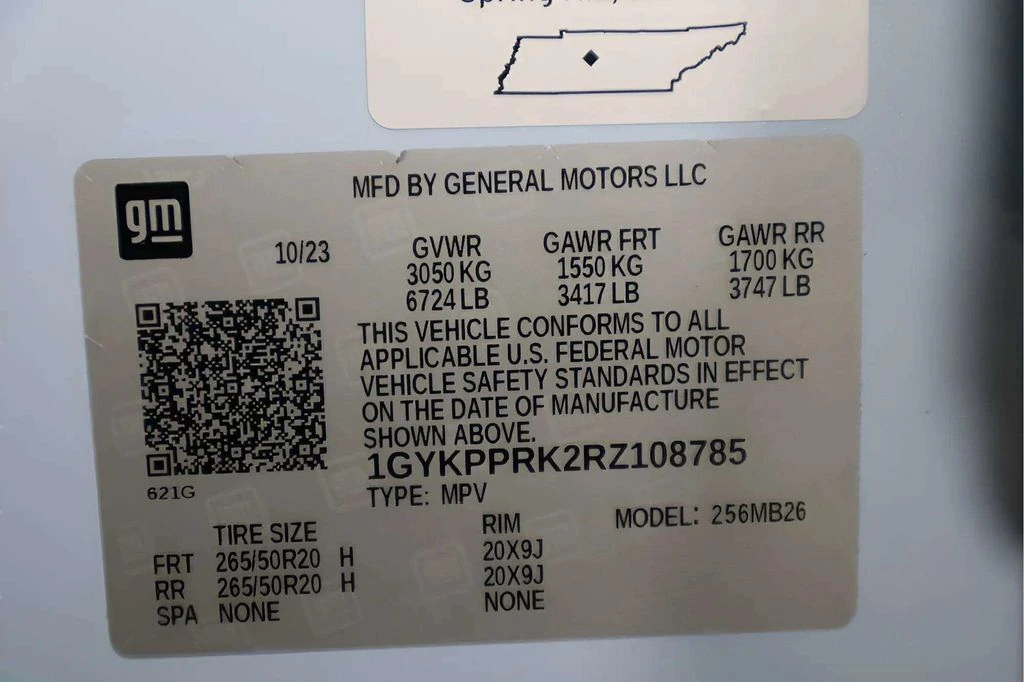 Spring Hill,
MFD BY GENERAL MOTORS LLC
gm
10/23
GVWR GAWR FRT GAWR RR
3050 KG 1550 KG 1700 KG
6724 LB 3417 LB 3747 LB
THIS VEHICLE CONFORMS TO ALL
APPLICABLE U.S. FEDERAL MOTOR
VEHICLE SAFETY STANDARDS IN EFFECT
ON THE DATE OF MANUFACTURE
SHOWN ABOVE.
1GYKPPRK2RZ108785
621G
TYPE: MPV
TIRE SIZE RIM MODEL: 256MB26
FRT 265/50R20 H 20X9J
RR 265/50R20 H 20X9J
SPA NONE NONE